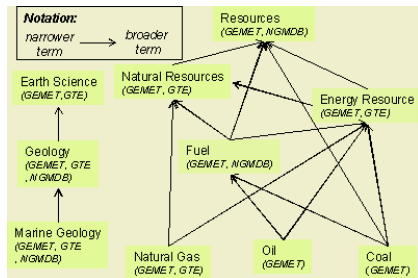 Notation:
narrower term
broader term
Resources
(GEMET, NGMDB)
Earth Science
(GEMET,GTE)
Natural Resources
(GEMET, GTE)
Energy Resource
(GEMET, GTE)
Geology
(GEMET, GTE
, NGMDB)
Fuel
(GEMET, NGMDB)
Marine Geology
(GEMET, GTE
, NGMDB)
Natural Gas
(GEMET, GTE)
Oil
(GEMET)
Coal
(GEMET)